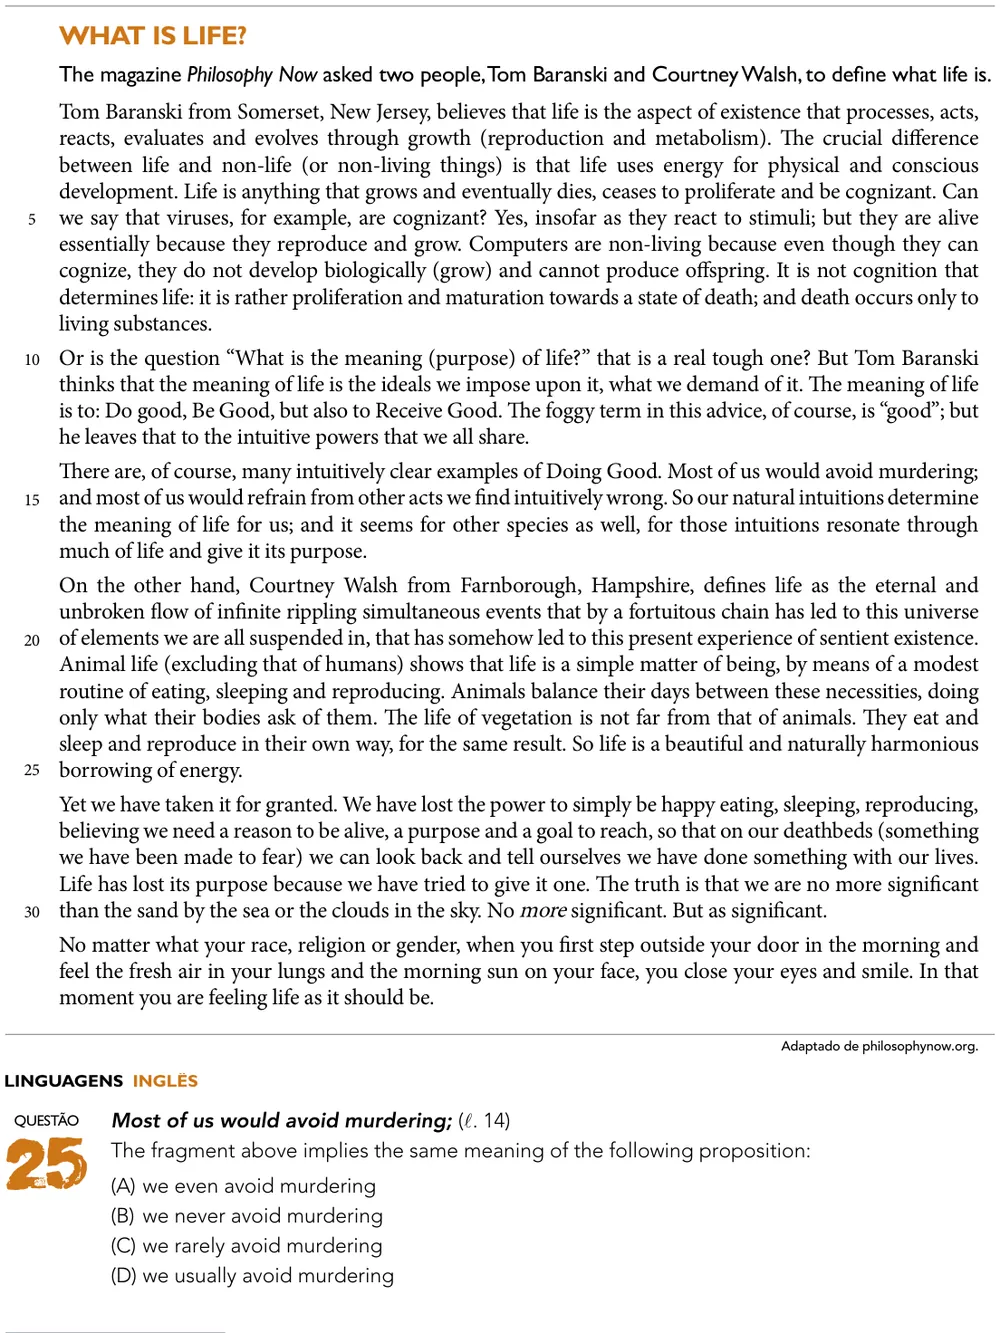 WHAT IS LIFE?
The magazine Philosophy Now asked two people, Tom Baranski and Courtney Walsh, to define what life is.
Tom Baranski from Somerset, New Jersey, believes that life is the aspect of existence that processes, acts,
reacts, evaluates and evolves through growth (reproduction and metabolism). The crucial difference
between life and non-life (or non-living things) is that life uses energy for physical and conscious
development. Life is anything that grows and eventually dies, ceases to proliferate and be cognizant. Can
5 we say that viruses, for example, are cognizant? Yes, insofar as they react to stimuli; but they are alive
essentially because they reproduce and grow. Computers are non-living because even though they can
cognize, they do not develop biologically (grow) and cannot produce offspring. It is not cognition that
determines life: it is rather proliferation and maturation towards a state of death; and death occurs only to
living substances.
10 Or is the question “What is the meaning (purpose) of life?” that is a real tough one? But Tom Baranski
thinks that the meaning of life is the ideals we impose upon it, what we demand of it. The meaning of life
is to: Do good, Be Good, but also to Receive Good. The foggy term in this advice, of course, is “good”; but
he leaves that to the intuitive powers that we all share.
There are, of course, many intuitively clear examples of Doing Good. Most of us would avoid murdering;
15 and most of us would refrain from other acts we find intuitively wrong. So our natural intuitions determine
the meaning of life for us; and it seems for other species as well, for those intuitions resonate through
much of life and give it its purpose.
On the other hand, Courtney Walsh from Farnborough, Hampshire, defines life as the eternal and
unbroken flow of infinite rippling simultaneous events that by a fortuitous chain has led to this universe
20 of elements we are all suspended in, that has somehow led to this present experience of sentient existence.
Animal life (excluding that of humans) shows that life is a simple matter of being, by means of a modest
routine of eating, sleeping and reproducing. Animals balance their days between these necessities, doing
only what their bodies ask of them. The life of vegetation is not far from that of animals. They eat and
sleep and reproduce in their own way, for the same result. So life is a beautiful and naturally harmonious
25 borrowing of energy.
Yet we have taken it for granted. We have lost the power to simply be happy eating, sleeping, reproducing,
believing we need a reason to be alive, a purpose and a goal to reach, so that on our deathbeds (something
we have been made to fear) we can look back and tell ourselves we have done something with our lives.
Life has lost its purpose because we have tried to give it one. The truth is that we are no more significant
30 than the sand by the sea or the clouds in the sky. No more significant. But as significant.
No matter what your race, religion or gender, when you first step outside your door in the morning and
feel the fresh air in your lungs and the morning sun on your face, you close your eyes and smile. In that
moment you are feeling life as it should be.
Adaptado de philosophynow.org.
LINGUAGENS INGLÊS
QUESTÃO
25
Most of us would avoid murdering; (ℓ. 14)
The fragment above implies the same meaning of the following proposition:
(A) we even avoid murdering
(B) we never avoid murdering
(C) we rarely avoid murdering
(D) we usually avoid murdering